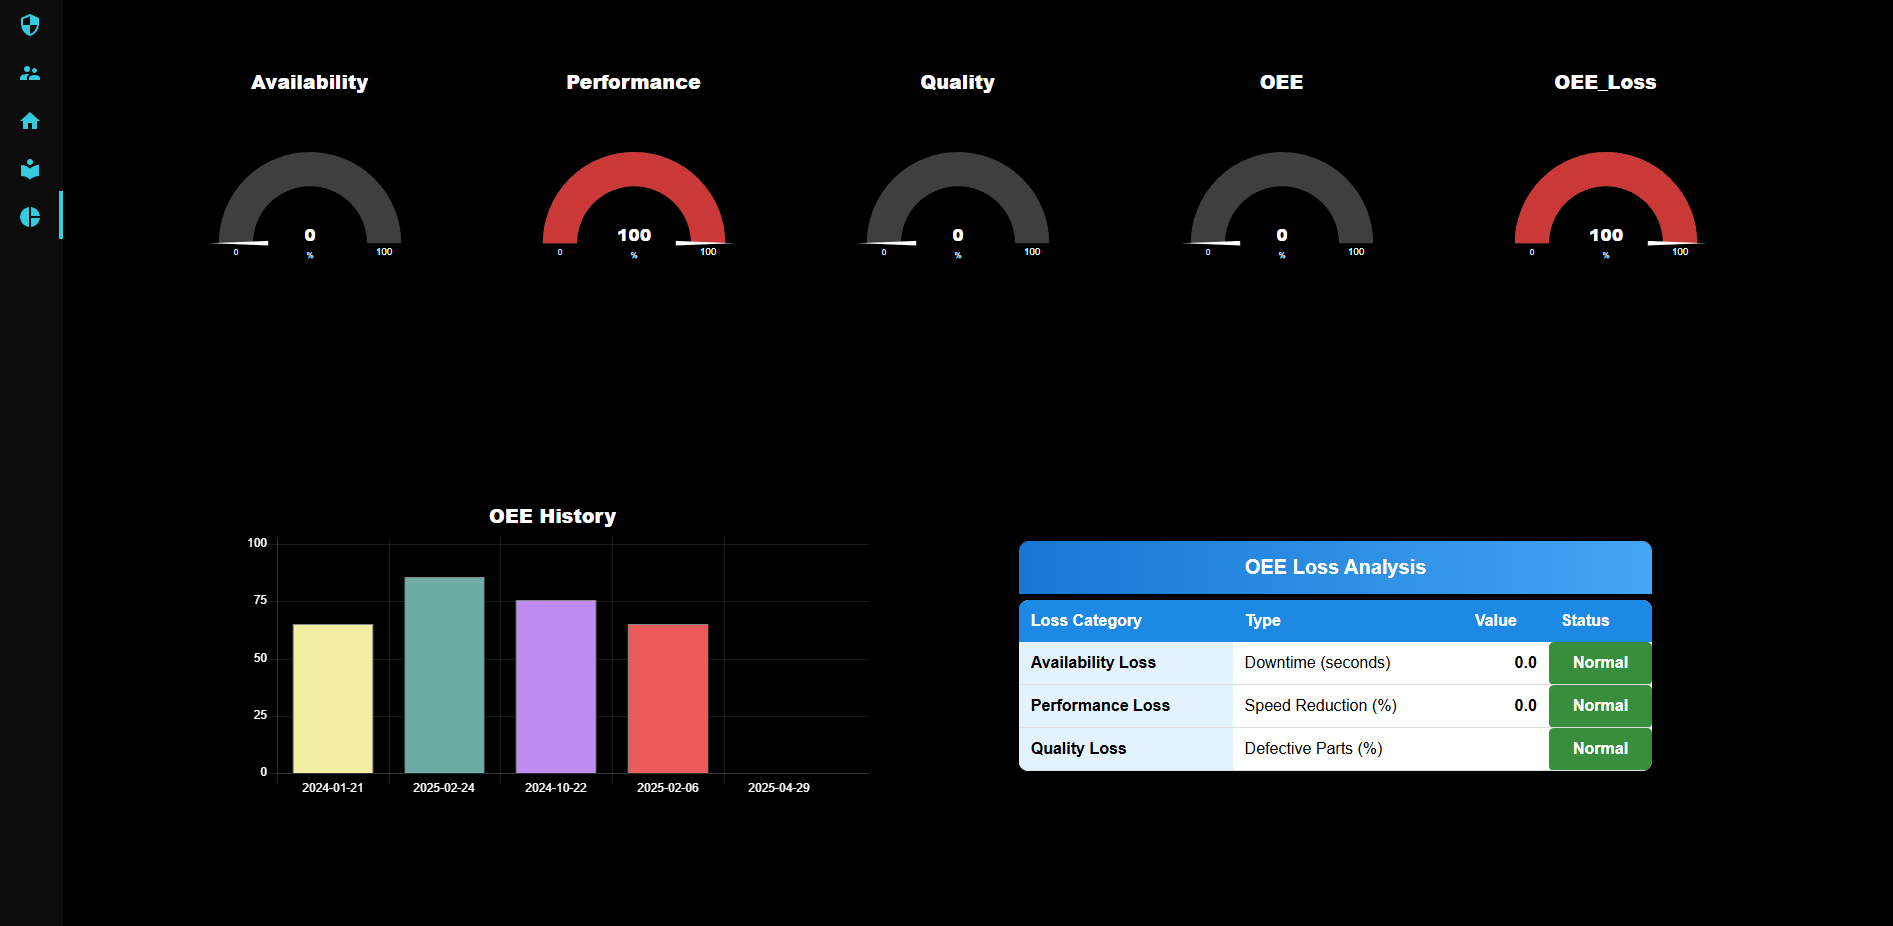 Availability
Performance
Quality
OEE
OEE_Loss
0
0
%
100
100
0
%
100
0
0
%
100
0
0
%
100
100
0
%
100
OEE History
100
75
50
25
0
2024-01-21
2025-02-24
2024-10-22
2025-02-06
2025-04-29
OEE Loss Analysis
Loss Category Type Value Status
Availability Loss Downtime (seconds) 0.0 Normal
Performance Loss Speed Reduction (%) 0.0 Normal
Quality Loss Defective Parts (%) Normal